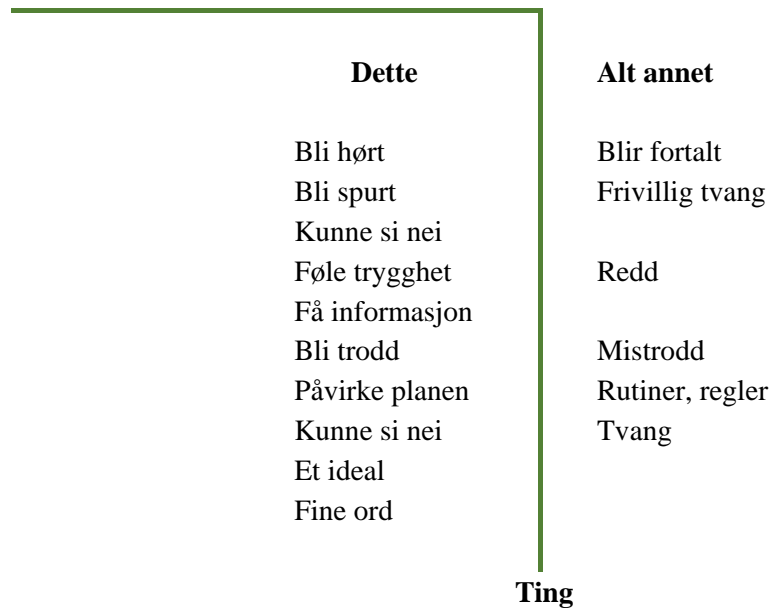 Dette Alt annet
Bli hørt Blir fortalt
Bli spurt Frivillig tvang
Kunne si nei
Føle trygghet Redd
Få informasjon
Bli trodd Mistrodd
Påvirke planen Rutiner, regler
Kunne si nei Tvang
Et ideal
Fine ord
Ting